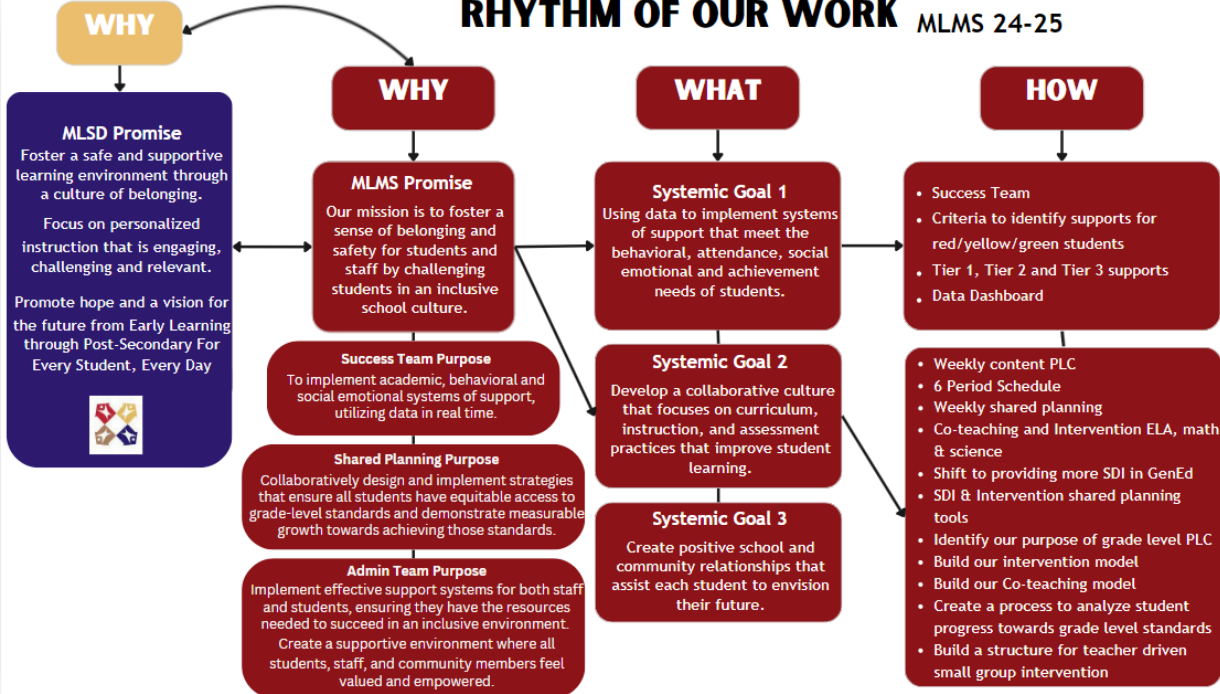 RHYTHM OF OUR WORK MLMS 24-25
WHY
MLSD Promise
Foster a safe and supportive
learning environment through
a culture of belonging.
Focus on personalized
instruction that is engaging,
challenging and relevant.
Promote hope and a vision for
the future from Early Learning
through Post-Secondary For
Every Student, Every Day
WHY
MLMS Promise
Our mission is to foster a
sense of belonging and
safety for students and
staff by challenging
students in an inclusive
school culture.
Success Team Purpose
To implement academic, behavioral and
social emotional systems of support,
utilizing data in real time.
Shared Planning Purpose
Collaboratively design and implement strategies
that ensure all students have equitable access to
grade-level standards and demonstrate measurable
growth towards achieving those standards.
Admin Team Purpose
Implement effective support systems for both staff
and students, ensuring they have the resources
needed to succeed in an inclusive environment.
Create a supportive environment where all
students, staff, and community members feel
valued and empowered.
WHAT
Systemic Goal 1
Using data to implement systems
of support that meet the
behavioral, attendance, social
emotional and achievement
needs of students.
Systemic Goal 2
Develop a collaborative culture
that focuses on curriculum,
instruction, and assessment
practices that improve student
learning.
Systemic Goal 3
Create positive school and
community relationships that
assist each student to envision
their future.
HOW
• Success Team
• Criteria to identify supports for
red/yellow/green students
• Tier 1, Tier 2 and Tier 3 supports
• Data Dashboard
• Weekly content PLC
• 6 Period Schedule
• Weekly shared planning
• Co-teaching and Intervention ELA, math
& science
• Shift to providing more SDI in GenEd
• SDI & Intervention shared planning
tools
• Identify our purpose of grade level PLC
• Build our intervention model
• Build our Co-teaching model
• Create a process to analyze student
progress towards grade level standards
• Build a structure for teacher driven
small group intervention